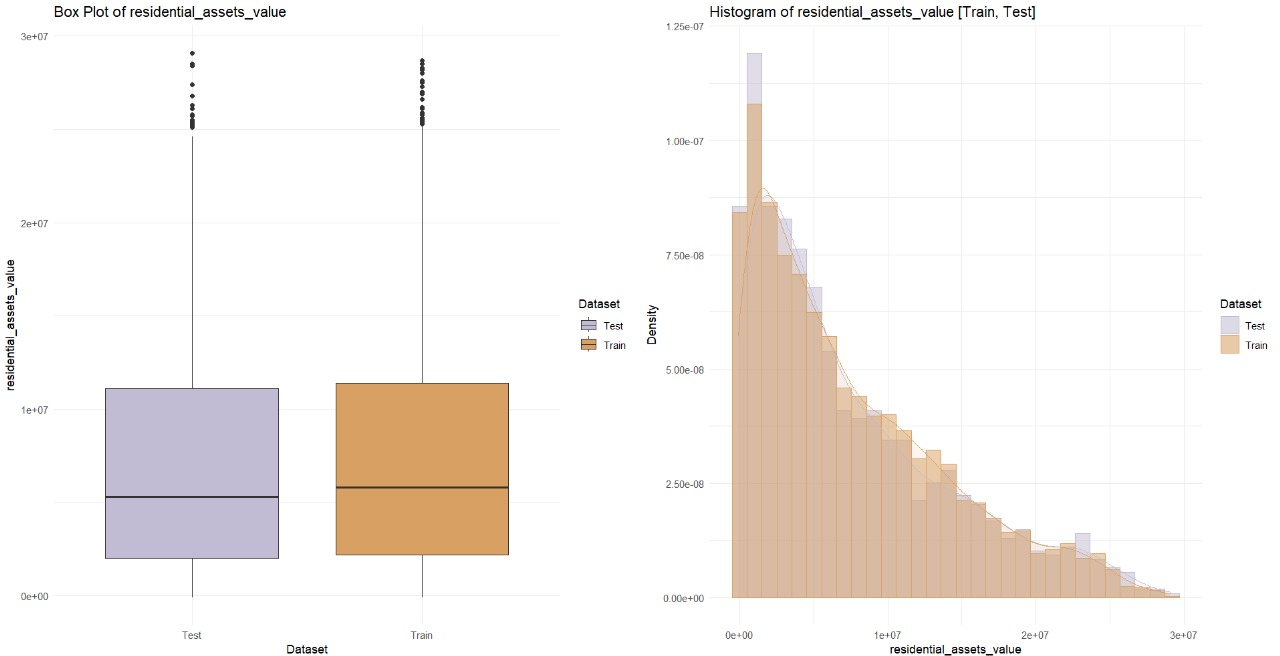 Box Plot of residential_assets_value
3e+07
2e+07
1e+07
0e+00
residential_assets_value
Test
Train
Dataset
Dataset
Test
Train
Histogram of residential_assets_value [Train, Test]
1.25e-07
1.00e-07
7.50e-08
5.00e-08
2.50e-08
0.00e+00
Density
0e+00
1e+07
2e+07
3e+07
residential_assets_value
Dataset
Test
Train